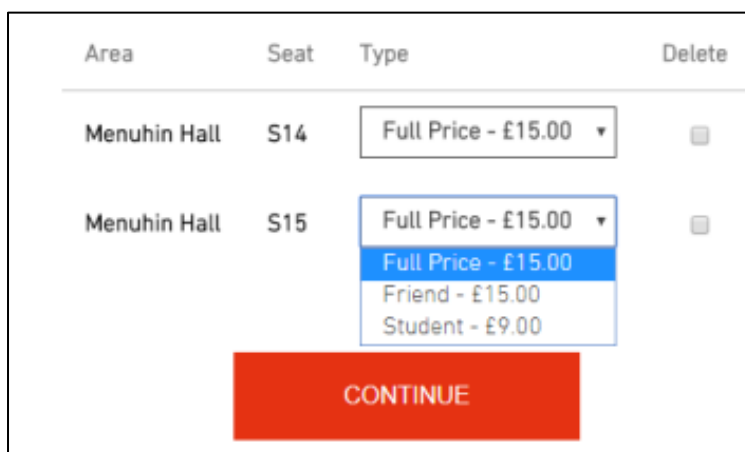 Area Seat Type Delete
Menuhin Hall S14 Full Price - £15.00
Menuhin Hall S15 Full Price - £15.00
Full Price - £15.00
Friend - £15.00
Student - £9.00
CONTINUE